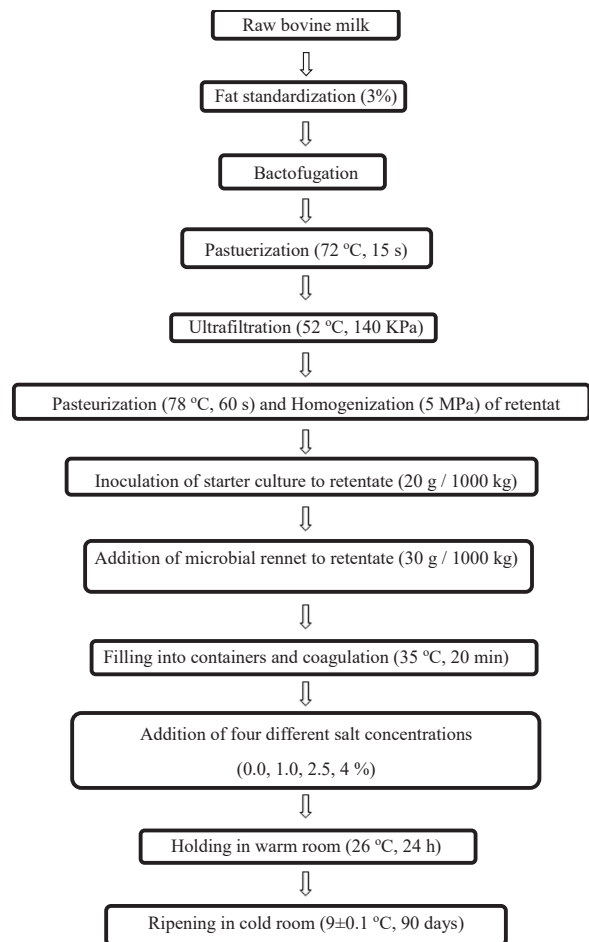 Raw bovine milk
Fat standardization (3%)
Bactofugation
Pastuerization (72 ºC, 15 s)
Ultrafiltration (52 ºC, 140 KPa)
Pasteurization (78 ºC, 60 s) and Homogenization (5 MPa) of retentat
Inoculation of starter culture to retentate (20 g / 1000 kg)
Addition of microbial rennet to retentate (30 g / 1000 kg)
Filling into containers and coagulation (35 ºC, 20 min)
Addition of four different salt concentrations
(0.0, 1.0, 2.5, 4 %)
Holding in warm room (26 ºC, 24 h)
Ripening in cold room (9±0.1 ºC, 90 days)